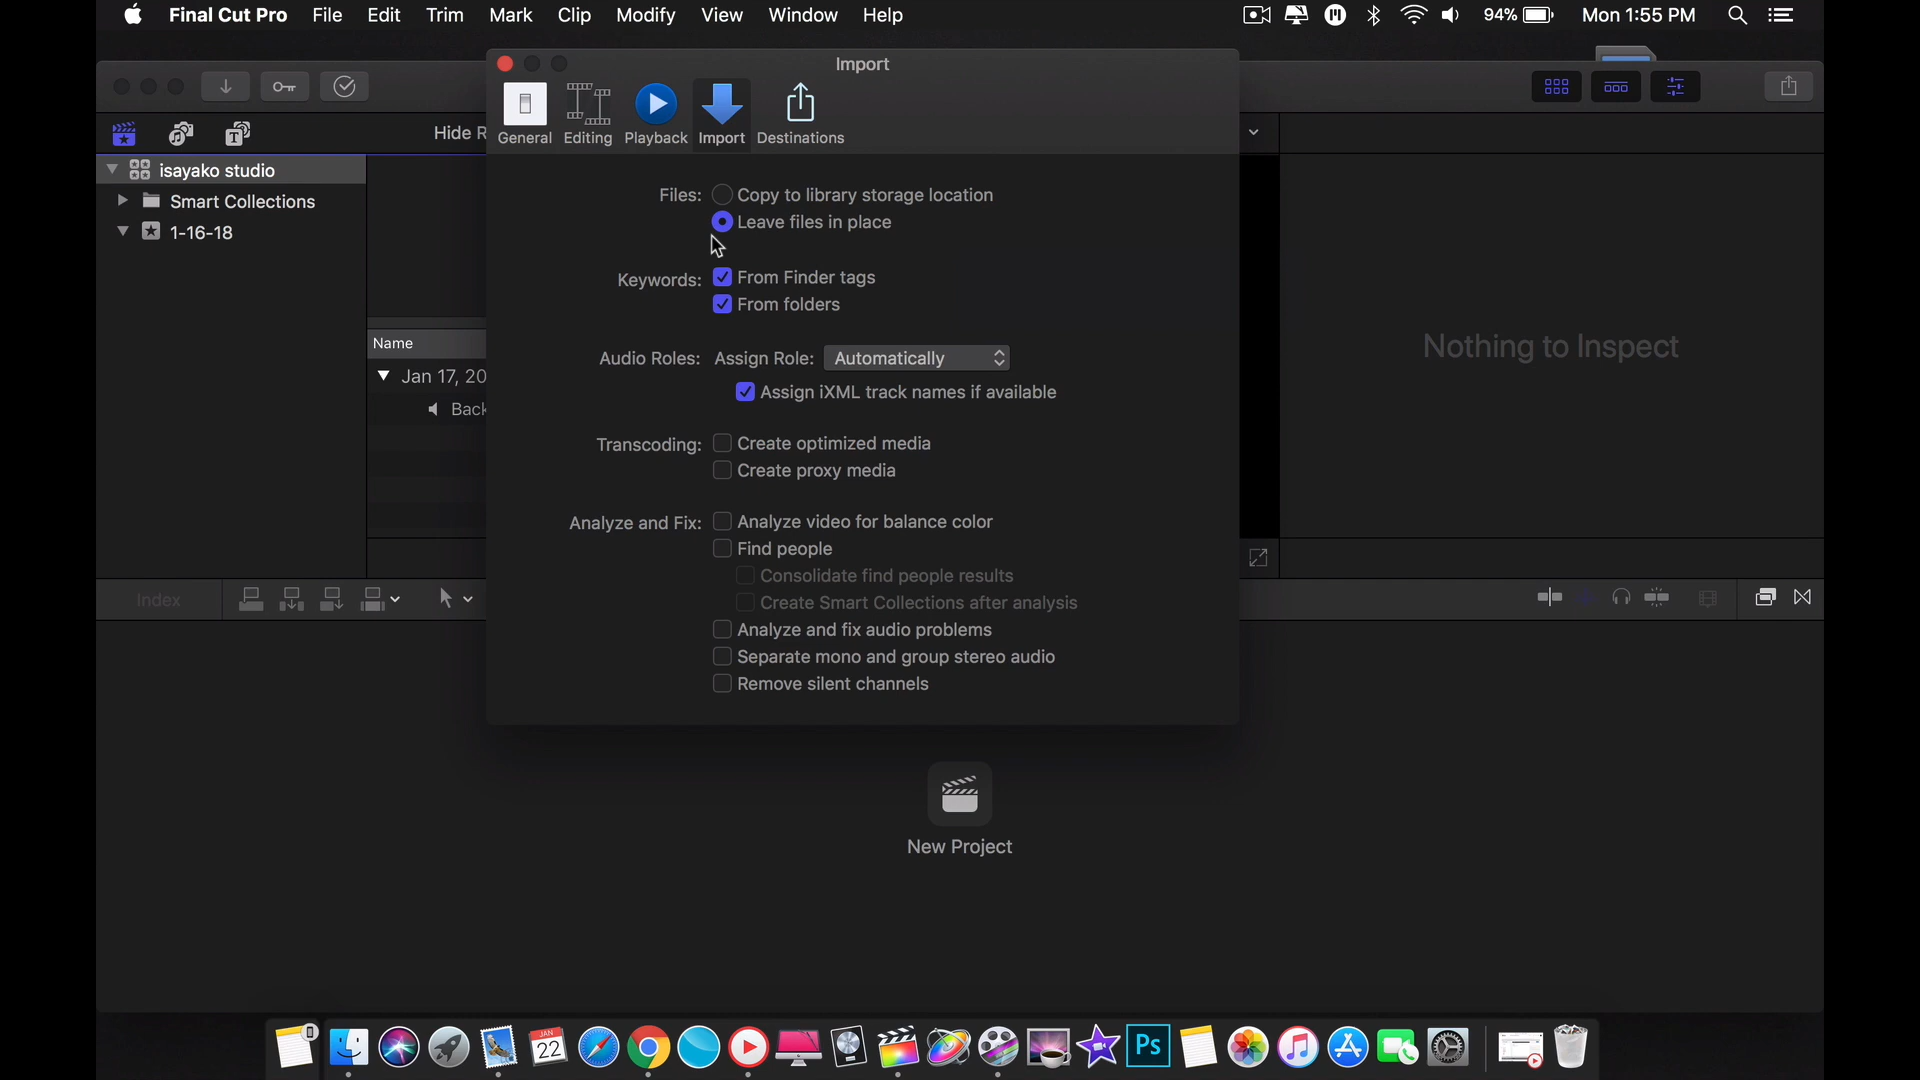 Final Cut Pro File Edit Trim Mark Clip Modify View Window Help 94% Mon 1:55 PM
Import
General Editing Playback Import Destinations
Hide R
isayako studio
Smart Collections
1-16-18
Name
Jan 17, 20
Back
Files: Copy to library storage location
Leave files in place
Keywords: From Finder tags
From folders
Audio Roles: Assign Role: Automatically
Assign iXML track names if available
Transcoding: Create optimized media
Create proxy media
Analyze and Fix: Analyze video for balance color
Find people
Consolidate find people results
Create Smart Collections after analysis
Analyze and fix audio problems
Separate mono and group stereo audio
Remove silent channels
Nothing to Inspect
Index
New Project
JAN
22
Ps